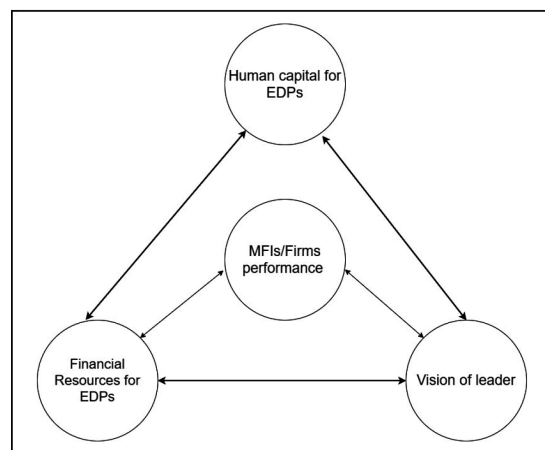 Human capital for
EDPs
MFIs/Firms
performance
Financial
Resources for
EDPs
Vision of leader